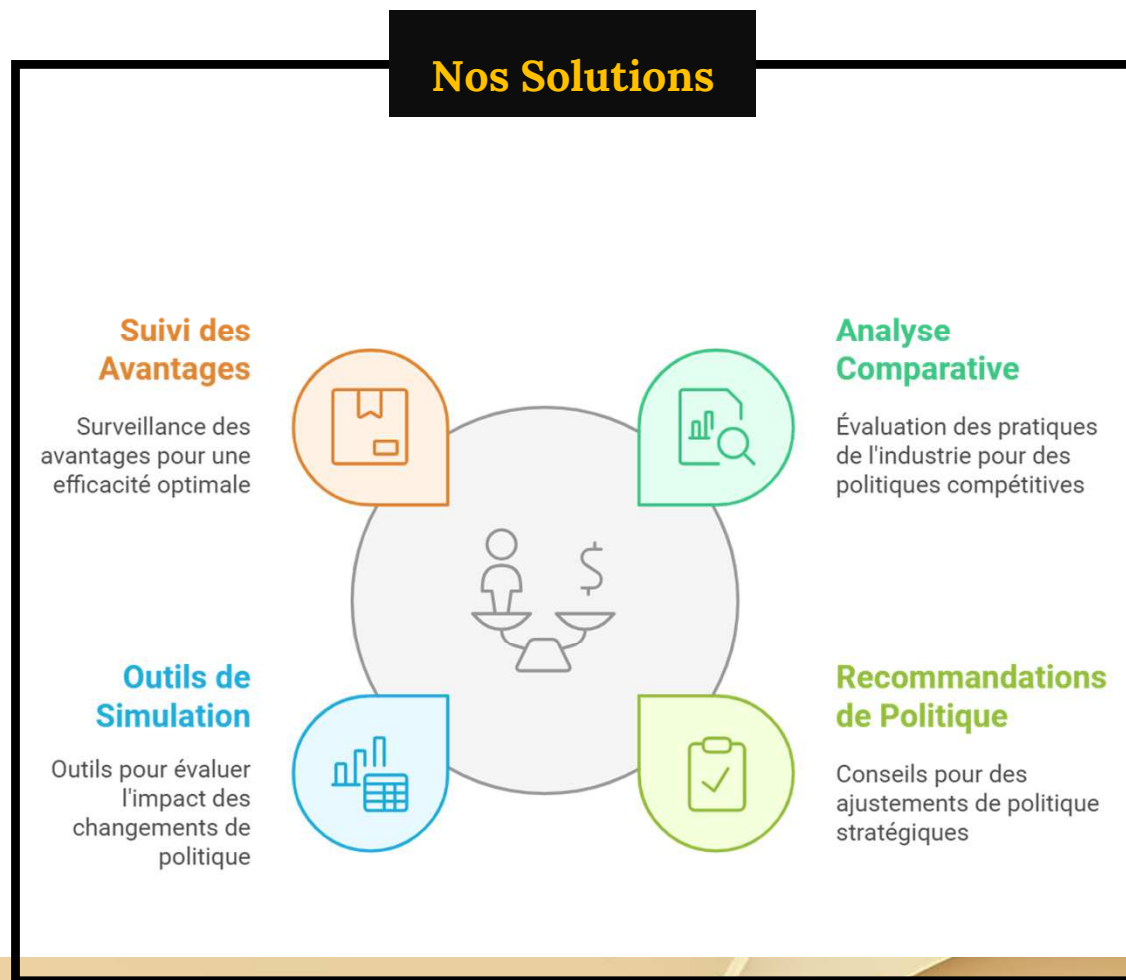 Nos Solutions
Suivi des
Avantages
Surveillance des
avantages pour une
efficacité optimale
Analyse
Comparative
Évaluation des pratiques
de l'industrie pour des
politiques compétitives
$
Outils de
Simulation
Outils pour évaluer
l'impact des
changements de
politique
Recommandations
de Politique
Conseils pour des
ajustements de politique
stratégiques